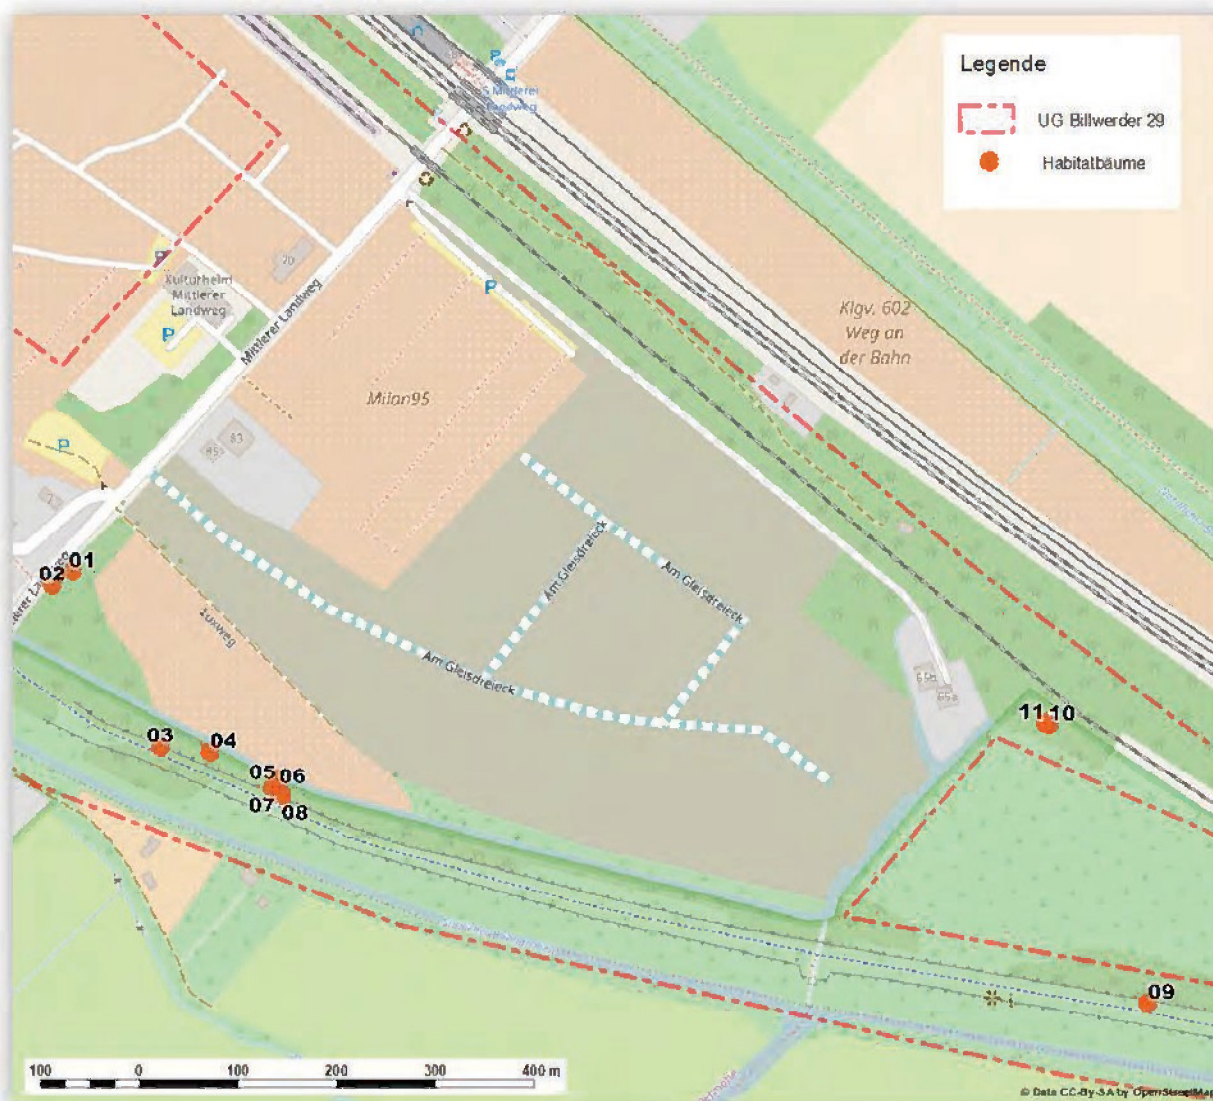 Legende
UG Billwerder 29
Habitatbäume
P
S Mittlerer
Landweg
P
Kulturheim
Mittlerer
Landweg
20
P
P
Mittlerer Landweg
Klgv. 602
Weg an
der Bahn
Milan95
P
83
85
Am Gleisdreieck
Am Gleisdreieck
Am Gleisdreieck
Luxweg
01
02
65b
65a
11
10
03
04
05
06
07
08
09
100
0
100
200
300
400 m
© Data CC-By-SA by OpenStreetMap